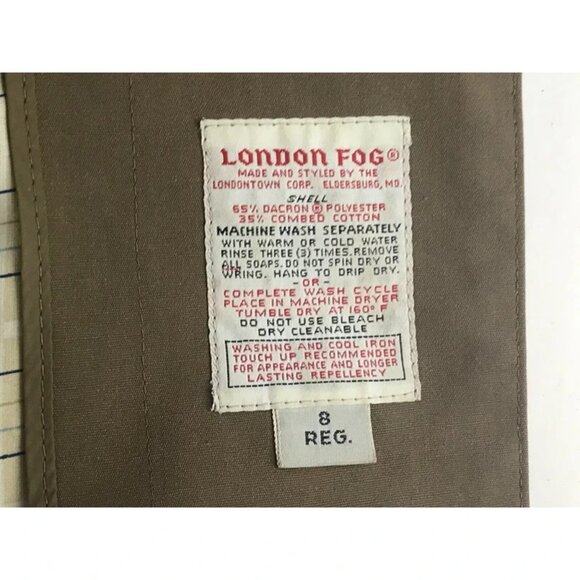 LONDON FOG®
MADE AND STYLED BY THE
LONDONTOWN CORP. ELDERSBURG, MD.
SHELL
65% DACRON® POLYESTER
35% COMBED COTTON
MACHINE WASH SEPARATELY
WITH WARM OR COLD WATER
RINSE THREE (3) TIMES. REMOVE
ALL SOAPS. DO NOT SPIN DRY OR
WRING. HANG TO DRIP DRY.
-OR-
COMPLETE WASH CYCLE
PLACE IN MACHINE DRYER
TUMBLE DRY AT 160° F
DO NOT USE BLEACH
DRY CLEANABLE
WASHING AND COOL IRON
TOUCH UP RECOMMENDED
FOR APPEARANCE AND LONGER
LASTING REPELLENCY
8
REG.